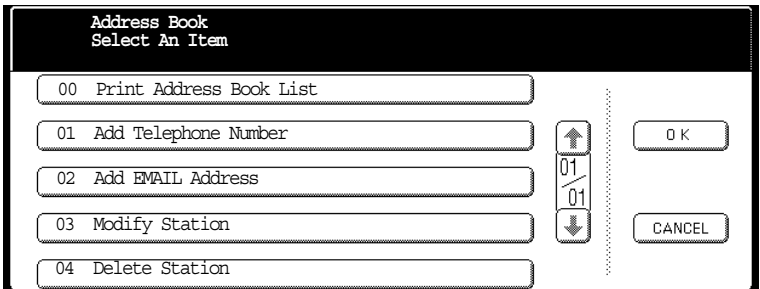 Address Book
Select An Item
00 Print Address Book List
01 Add Telephone Number
02 Add EMAIL Address
03 Modify Station
04 Delete Station
01/01
OK
CANCEL